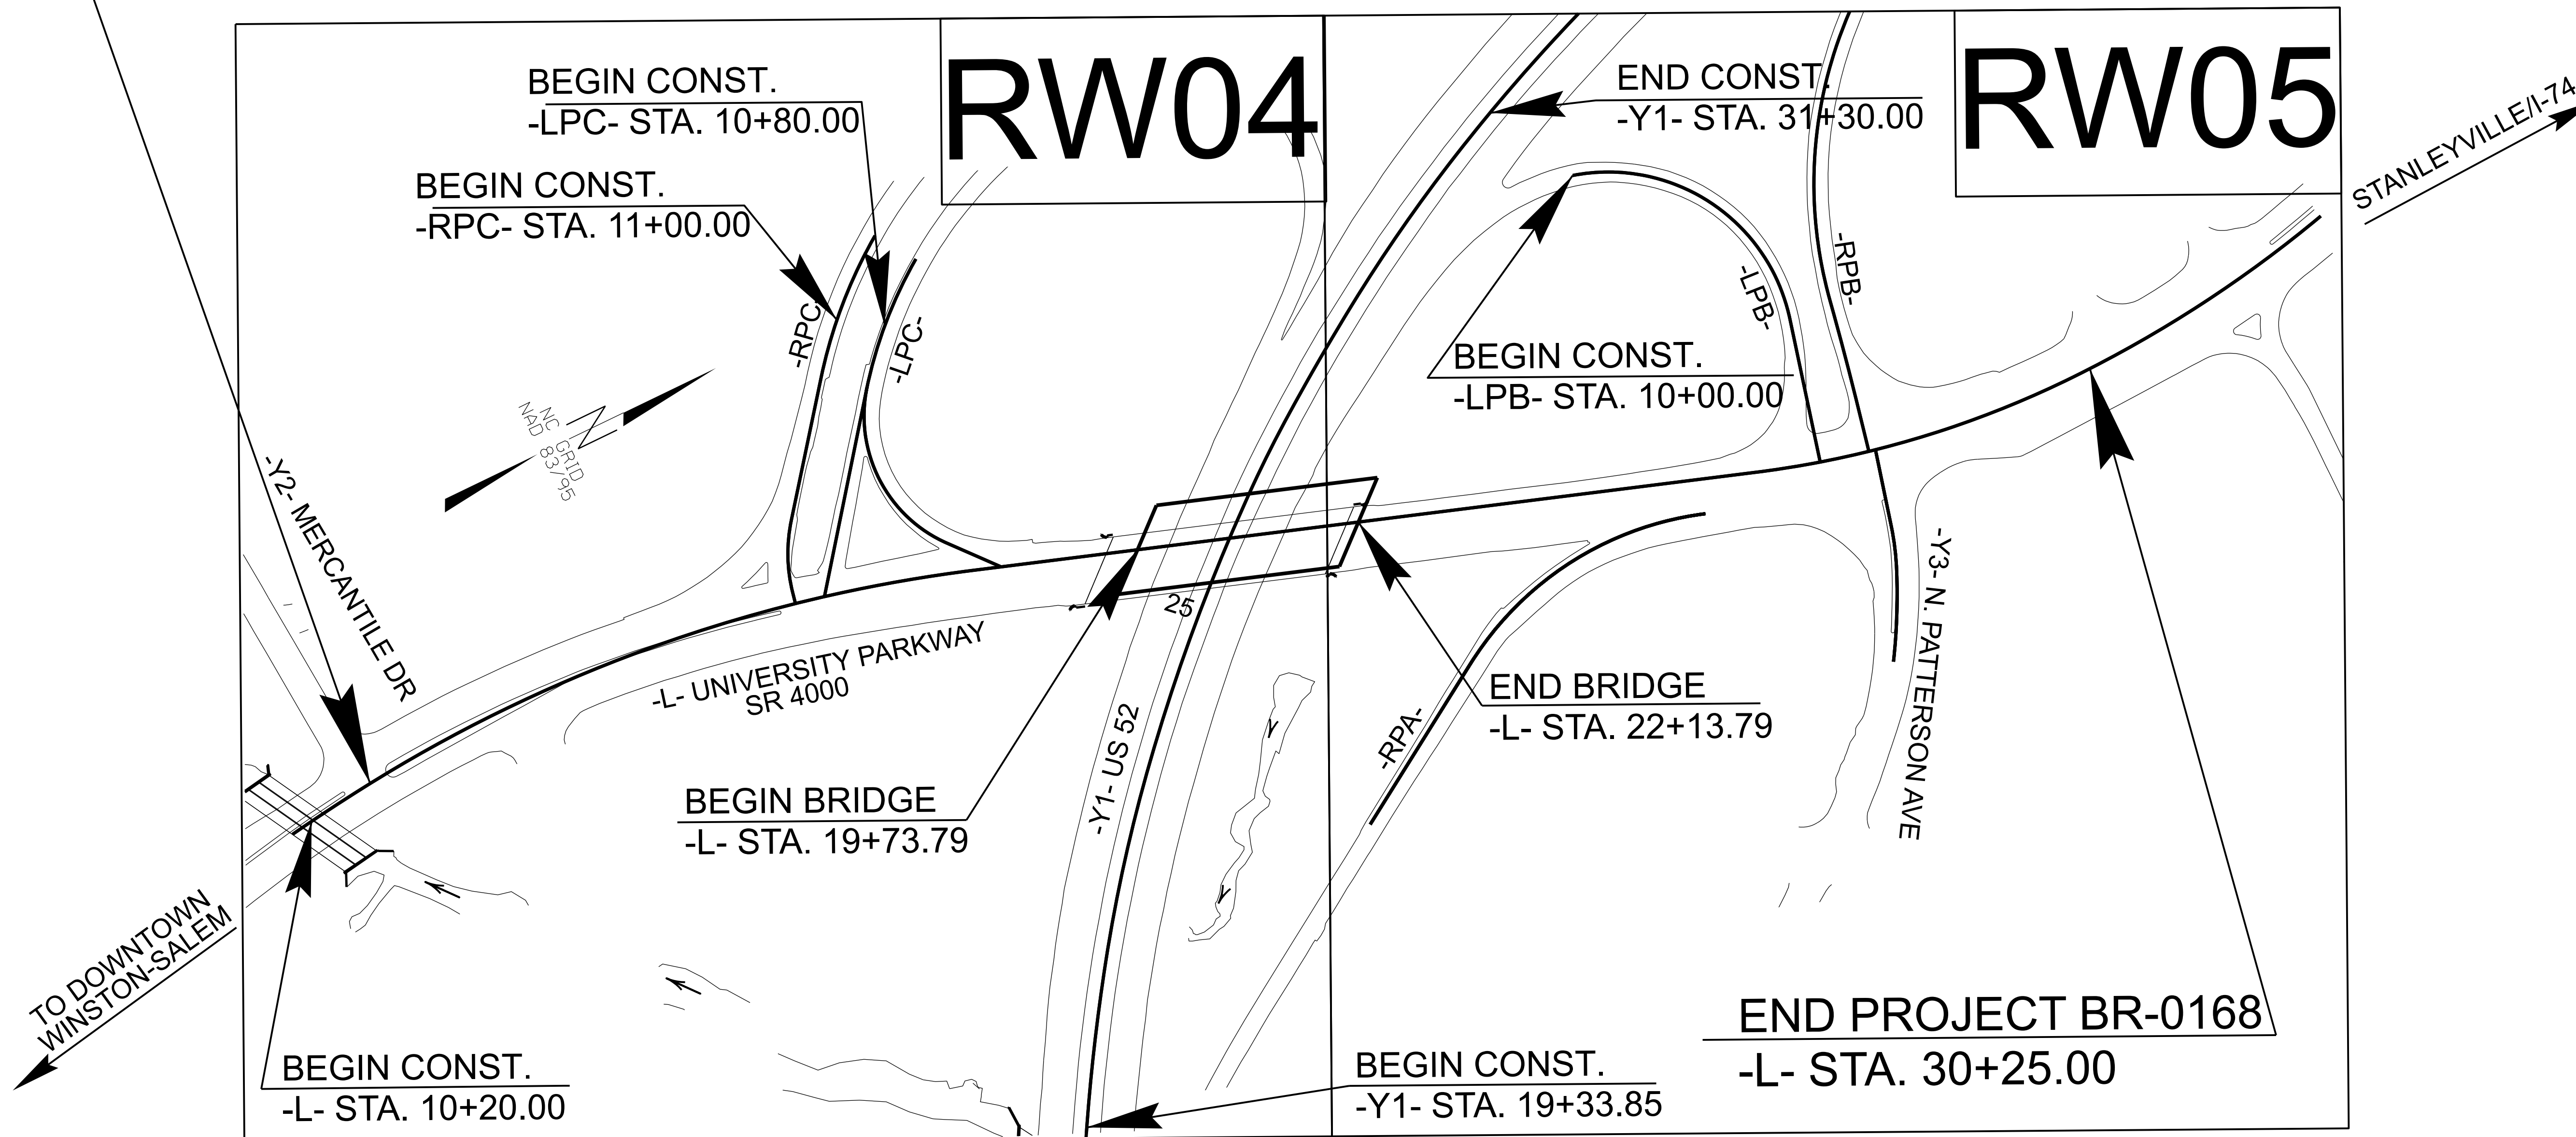 RW04
RW05
BEGIN CONST.
-LPC- STA. 10+80.00
BEGIN CONST.
-RPC- STA. 11+00.00
END CONST.
-Y1- STA. 31+30.00
STANLEYVILLE/I-74
-RPC-
-LPC-
-LPB-
-RPB-
BEGIN CONST.
-LPB- STA. 10+00.00
NC GRID
NAD 83/95
-Y2- MERCANTILE DR
25
-L- UNIVERSITY PARKWAY
SR 4000
-Y1- US 52
-RPA-
-Y3- N. PATTERSON AVE
END BRIDGE
-L- STA. 22+13.79
BEGIN BRIDGE
-L- STA. 19+73.79
TO DOWNTOWN
WINSTON-SALEM
END PROJECT BR-0168
-L- STA. 30+25.00
BEGIN CONST.
-L- STA. 10+20.00
BEGIN CONST.
-Y1- STA. 19+33.85